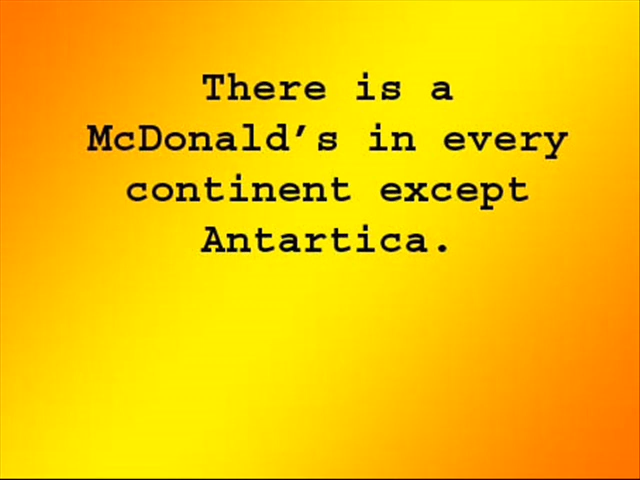 There is a
McDonald’s in every
continent except
Antartica.